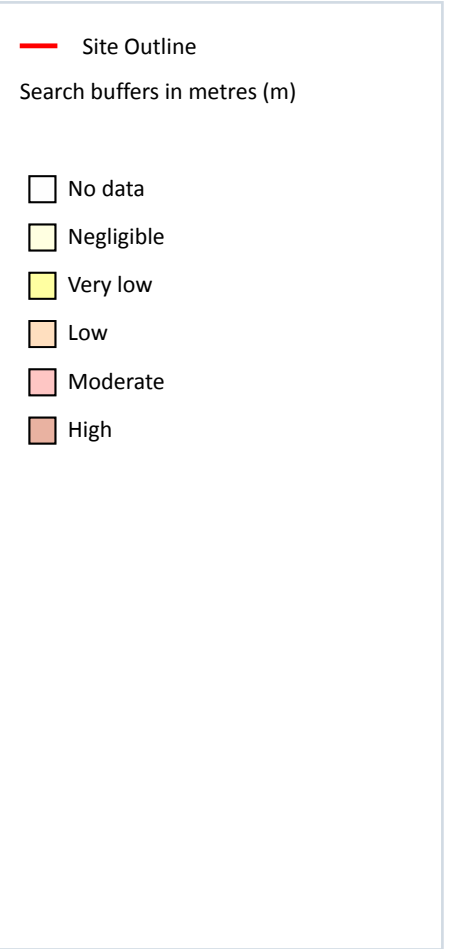 Site Outline
Search buffers in metres (m)
No data
Negligible
Very low
Low
Moderate
High